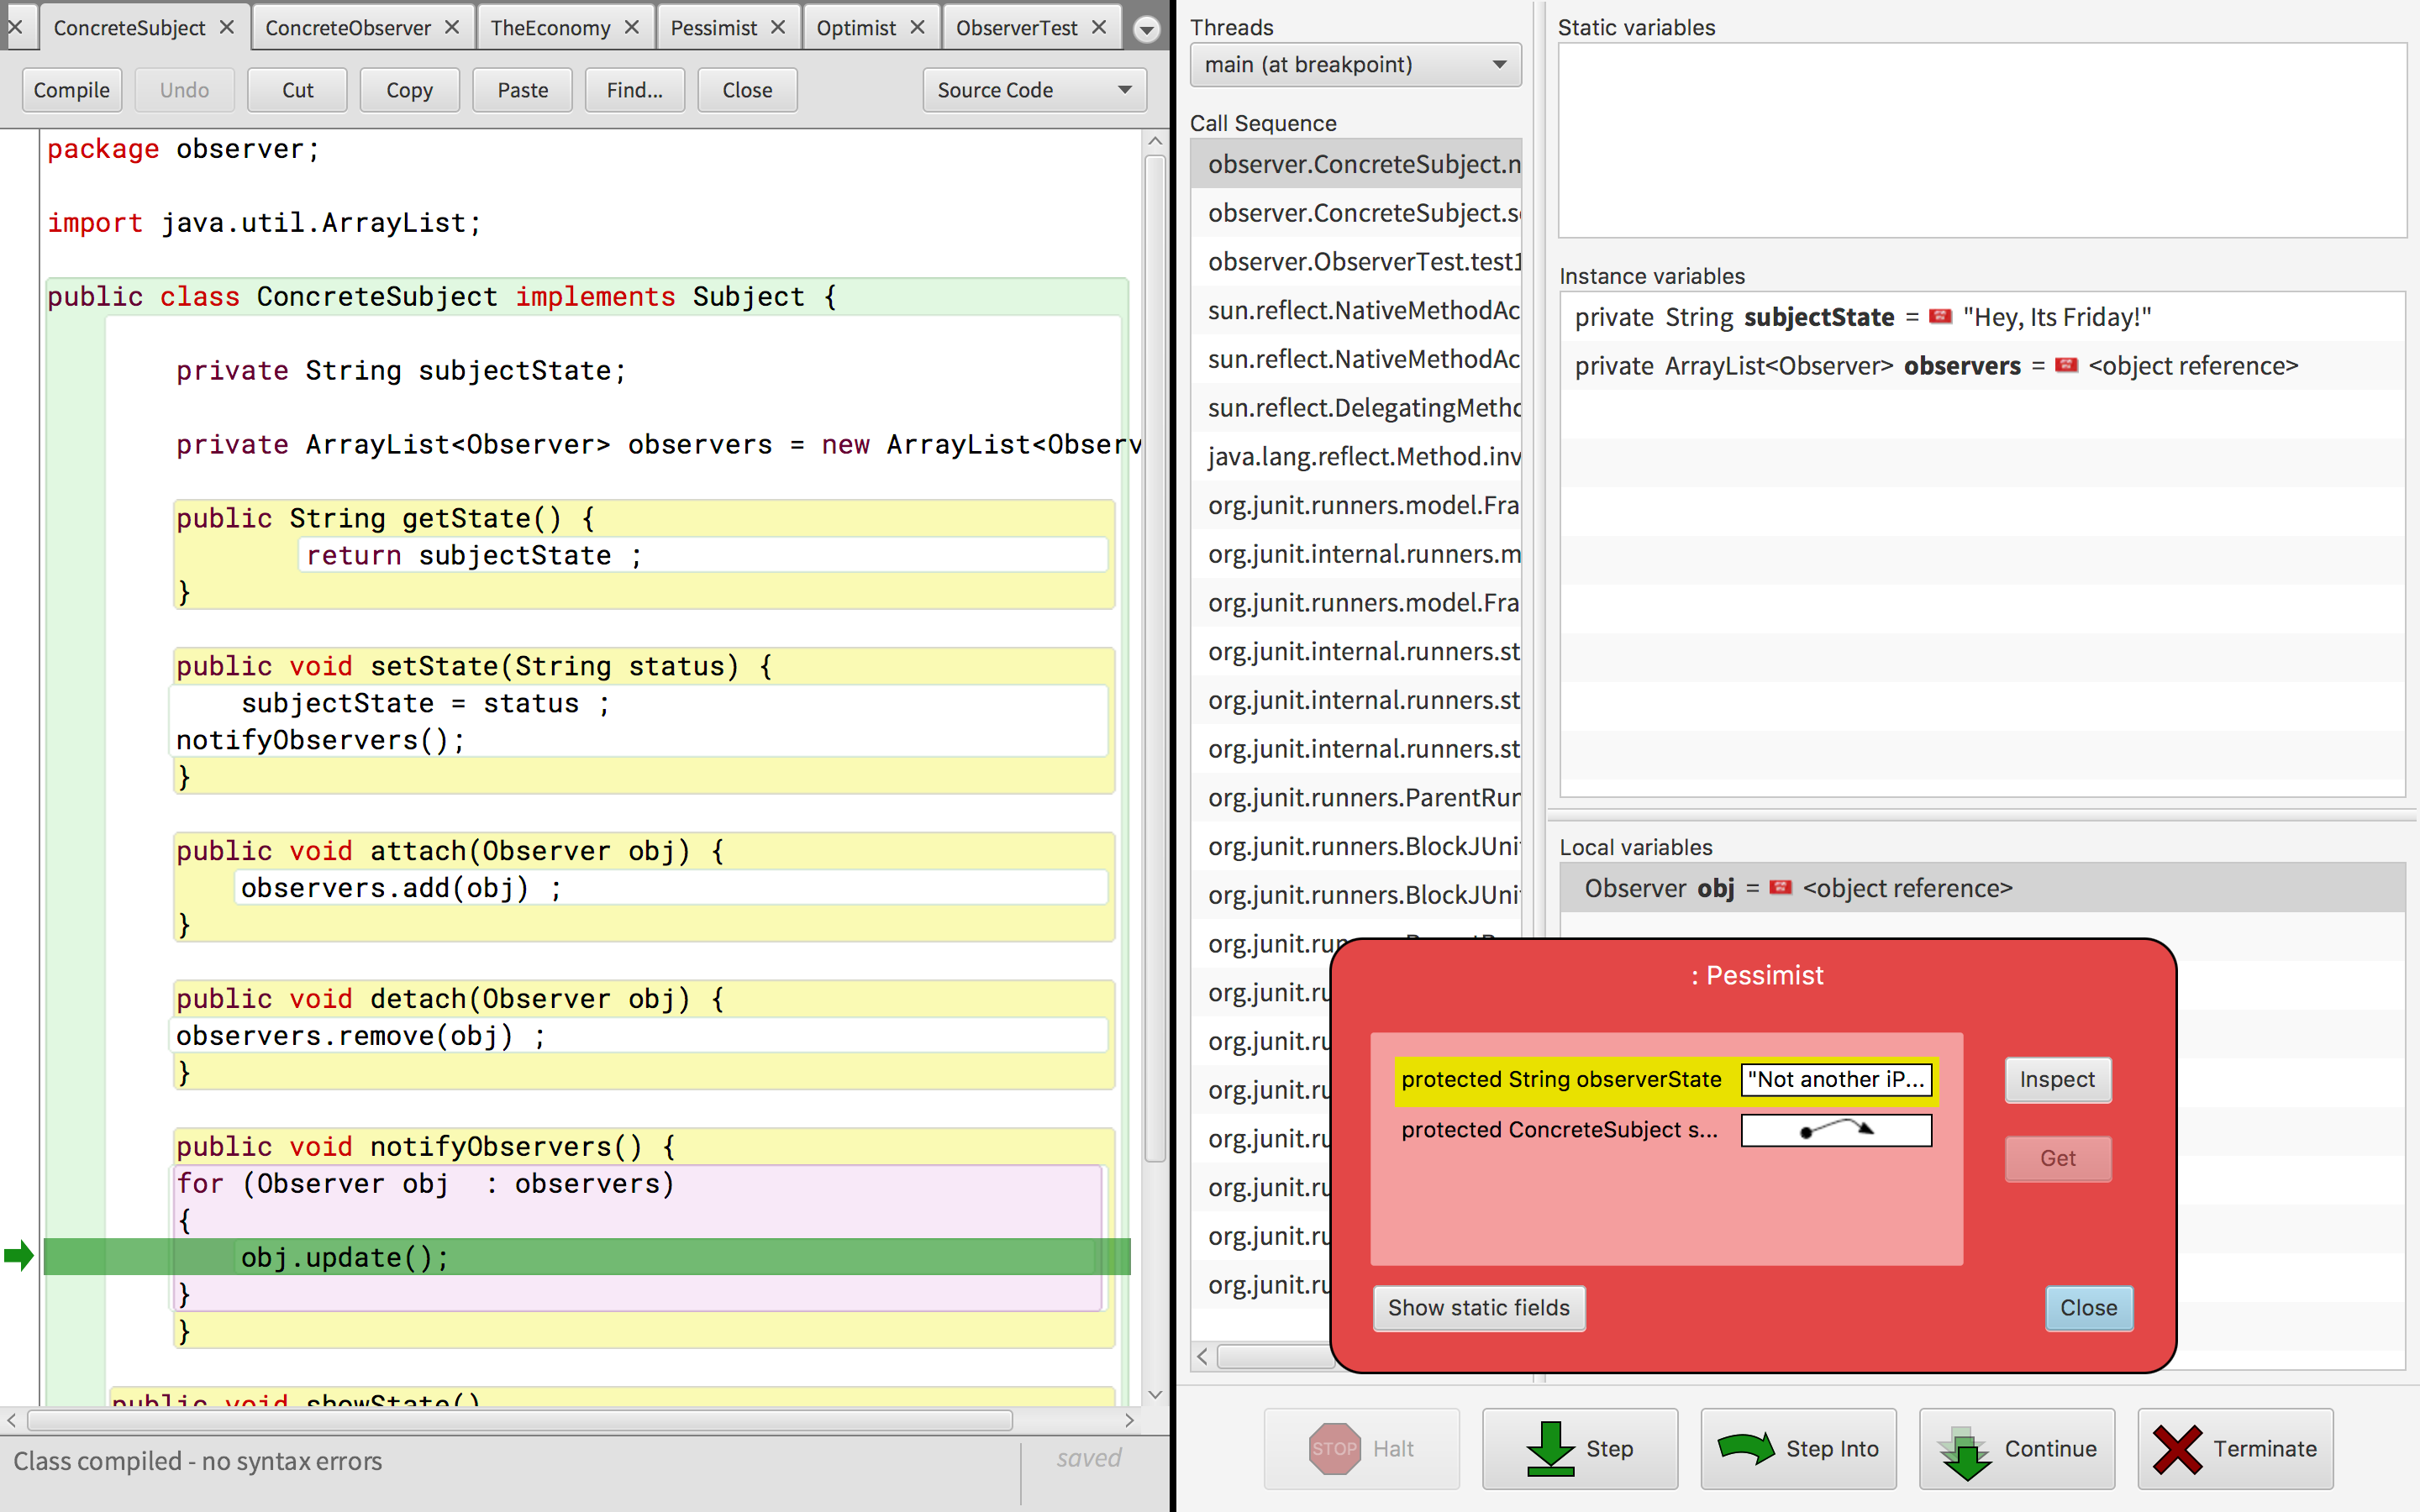 ConcreteSubject ConcreteObserver TheEconomy Pessimist Optimist ObserverTest
Compile Undo Cut Copy Paste Find... Close Source Code
package observer;
import java.util.ArrayList;
public class ConcreteSubject implements Subject {
private String subjectState;
private ArrayList<Observer> observers = new ArrayList<Observ
public String getState() {
return subjectState ;
}
public void setState(String status) {
subjectState = status ;
notifyObservers();
}
public void attach(Observer obj) {
observers.add(obj) ;
}
public void detach(Observer obj) {
observers.remove(obj) ;
}
public void notifyObservers() {
for (Observer obj  : observers)
{
obj.update();
}
}
public void showState()
Class compiled - no syntax errors
saved
Threads
main (at breakpoint)
Call Sequence
observer.ConcreteSubject.n
observer.ConcreteSubject.s
observer.ObserverTest.test1
sun.reflect.NativeMethodAc
sun.reflect.NativeMethodAc
sun.reflect.DelegatingMetho
java.lang.reflect.Method.inv
org.junit.runners.model.Fra
org.junit.internal.runners.m
org.junit.runners.model.Fra
org.junit.internal.runners.st
org.junit.internal.runners.st
org.junit.internal.runners.st
org.junit.runners.ParentRun
org.junit.runners.BlockJUni
org.junit.runners.BlockJUni
org.junit.ru
org.junit.ru
org.junit.ru
org.junit.ru
org.junit.ru
org.junit.ru
org.junit.ru
org.junit.ru
Static variables
Instance variables
private String subjectState = "Hey, Its Friday!"
private ArrayList<Observer> observers = <object reference>
Local variables
Observer obj = <object reference>
: Pessimist
protected String observerState "Not another iP...
protected ConcreteSubject s...
Inspect
Get
Show static fields
Close
STOP Halt Step Step Into Continue Terminate